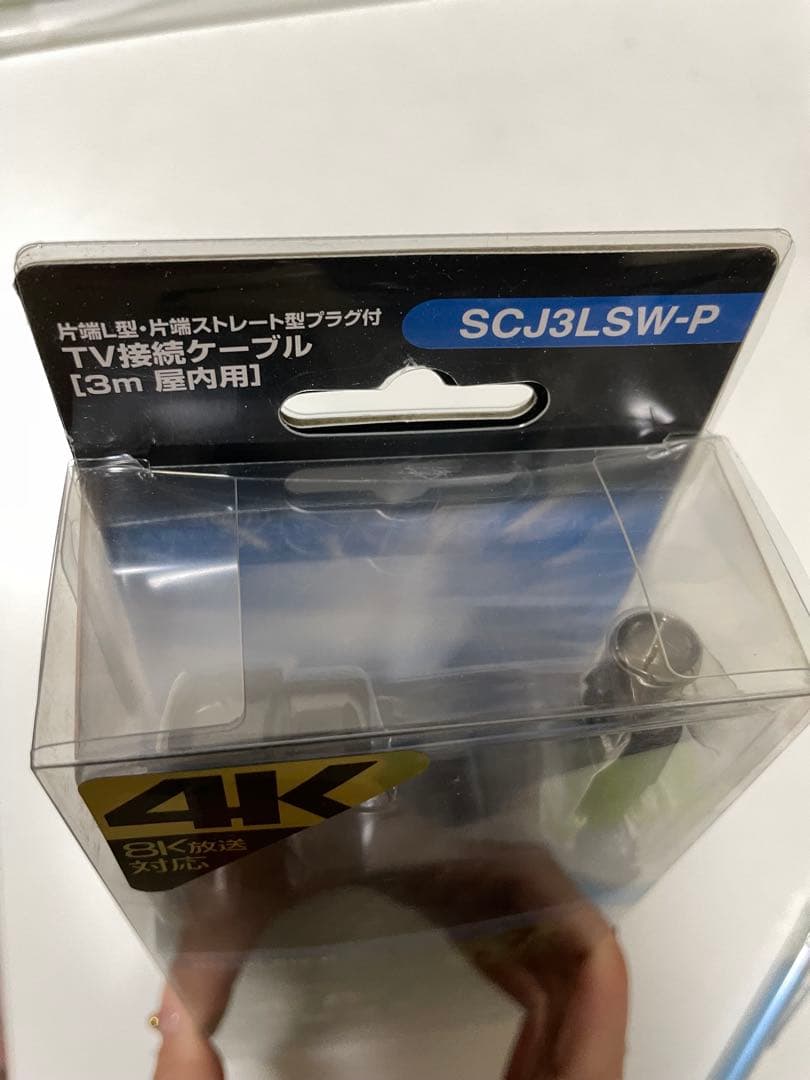 片端L型・片端ストレート型プラグ付
SCJ3LSW-P
TV接続ケーブル
[3m 屋内用]
4K
8K放送
対応